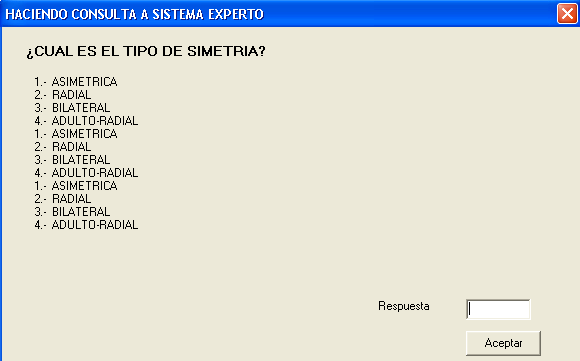 HACIENDO CONSULTA A SISTEMA EXPERTO
¿CUAL ES EL TIPO DE SIMETRIA?
1.- ASIMETRICA
2.- RADIAL
3.- BILATERAL
4.- ADULTO-RADIAL
1.- ASIMETRICA
2.- RADIAL
3.- BILATERAL
4.- ADULTO-RADIAL
1.- ASIMETRICA
2.- RADIAL
3.- BILATERAL
4.- ADULTO-RADIAL
Respuesta
Aceptar